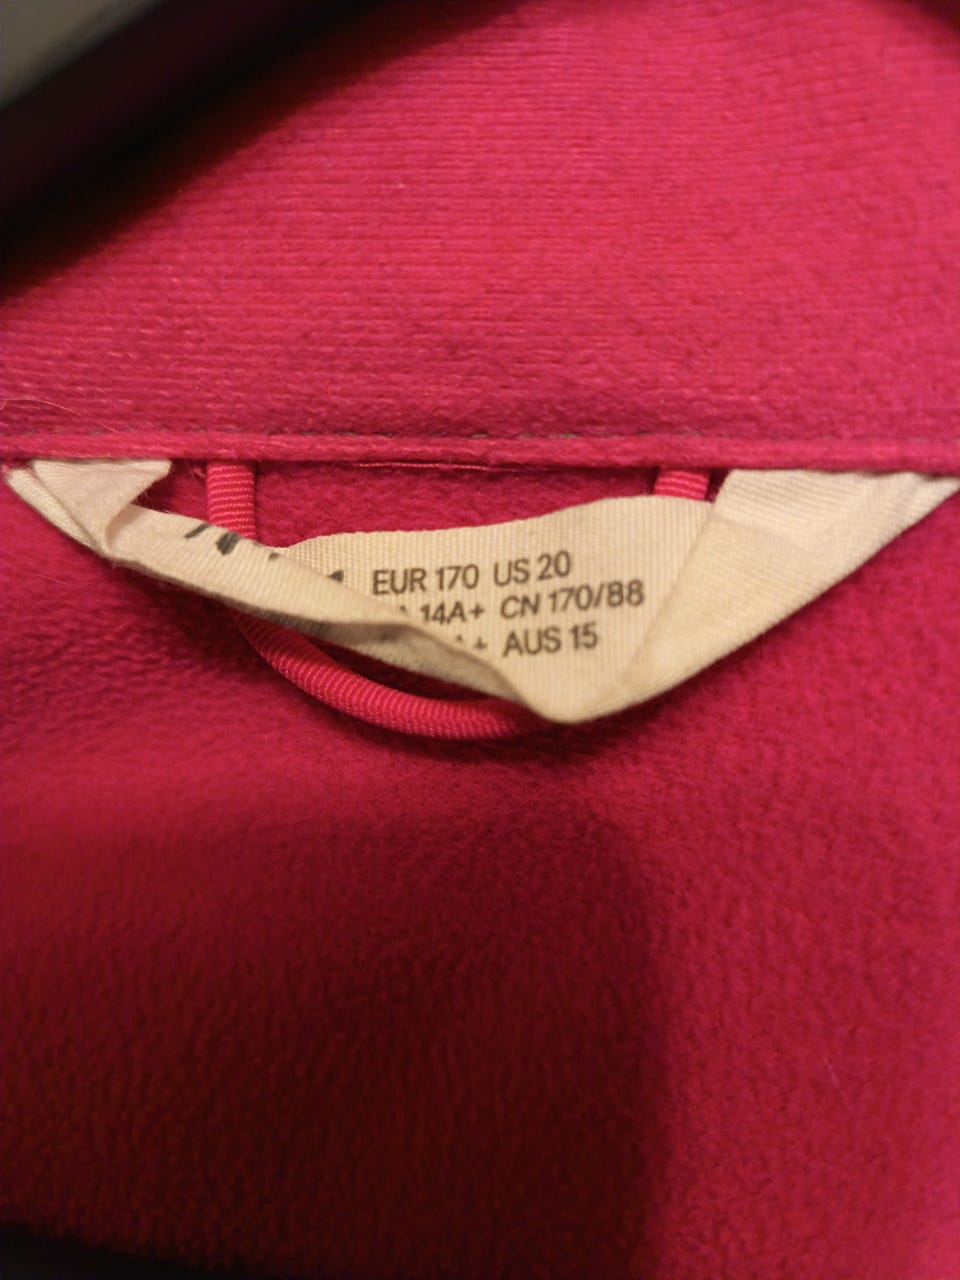 EUR 170 US 20
14A+ CN 170/88
+ AUS 15